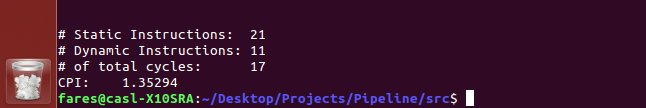 # Static Instructions:  21
# Dynamic Instructions: 11
# of total cycles:      17
CPI:    1.35294
fares@casl-X10SRA:~/Desktop/Projects/Pipeline/src$